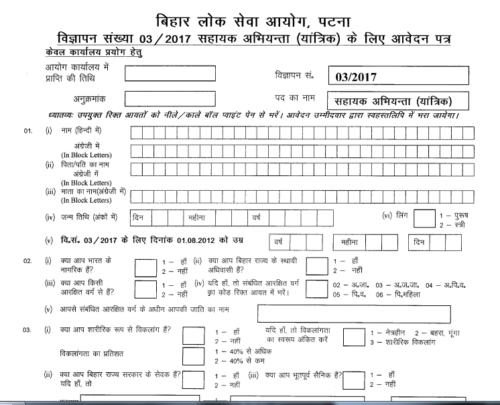 बिहार लोक सेवा आयोग, पटना
विज्ञापन संख्या 03/2017 सहायक अभियन्ता (यांत्रिक) के लिए आवेदन पत्र
केवल कार्यालय प्रयोग हेतु
आयोग कार्यालय में प्राप्ति की तिथि
विज्ञापन सं. 03/2017
अनुक्रमांक
पद का नाम सहायक अभियन्ता (यांत्रिक)
ध्यातव्यः उपयुक्त रिक्त आयतों को नीले/काले बॉल प्वाइंट पेन से भरें। आवेदन उम्मीदवार द्वारा स्वहस्तलिपि में भरा जायेगा।
01. (i) नाम (हिन्दी में)
अंग्रेजी में
(In Block Letters)
(ii) पिता/पति का नाम
अंग्रेजी में
(In Block Letters)
(iii) माता का नाम(अंग्रेजी में)
(In Block Letters)
(iv) जन्म तिथि (अंकों में) दिन महीना वर्ष (vi) लिंग 1 – पुरूष
2 – स्त्री
(v) वि.सं. 03/2017 के लिए दिनांक 01.08.2012 को उम्र वर्ष महीना दिन
02. (i) क्या आप भारत के नागरिक हैं? 1 – हाँ 2 – नहीं (ii) क्या आप बिहार राज्य के स्थायी अधिवासी हैं? 1 – हाँ 2 – नहीं
(iii) क्या आप किसी आरक्षित वर्ग से हैं? 1 – हाँ 2 – नहीं (iv) यदि हाँ, तो संबंधित आरक्षित वर्ग का कोड रिक्त आयत में भरें। 02 – अ.जा. 03 – अ.ज.जा. 04 – अ.पि.व.
05 – पि.व. 06 – पि.महिला
(v) आपसे संबंधित आरक्षित वर्ग के अधीन आपकी जाति का नाम
03. (i) क्या आप शारीरिक रूप से विकलांग हैं? 1 – हाँ 2 – नहीं यदि हाँ, तो विकलांगता का स्वरूप अंकित करें 1 – नेत्रहीन 2 – बहरा, गूंगा
3 – शारीरिक विकलांग
विकलांगता का प्रतिशत 1 – 40% से अधिक
2 – 40% से कम
(ii) क्या आप बिहार राज्य सरकार के सेवक हैं? 1 – हाँ (iii) क्या आप भूतपूर्व सैनिक हैं? 1 – हाँ
यदि हाँ, तो 2 – नहीं 2 – नहीं